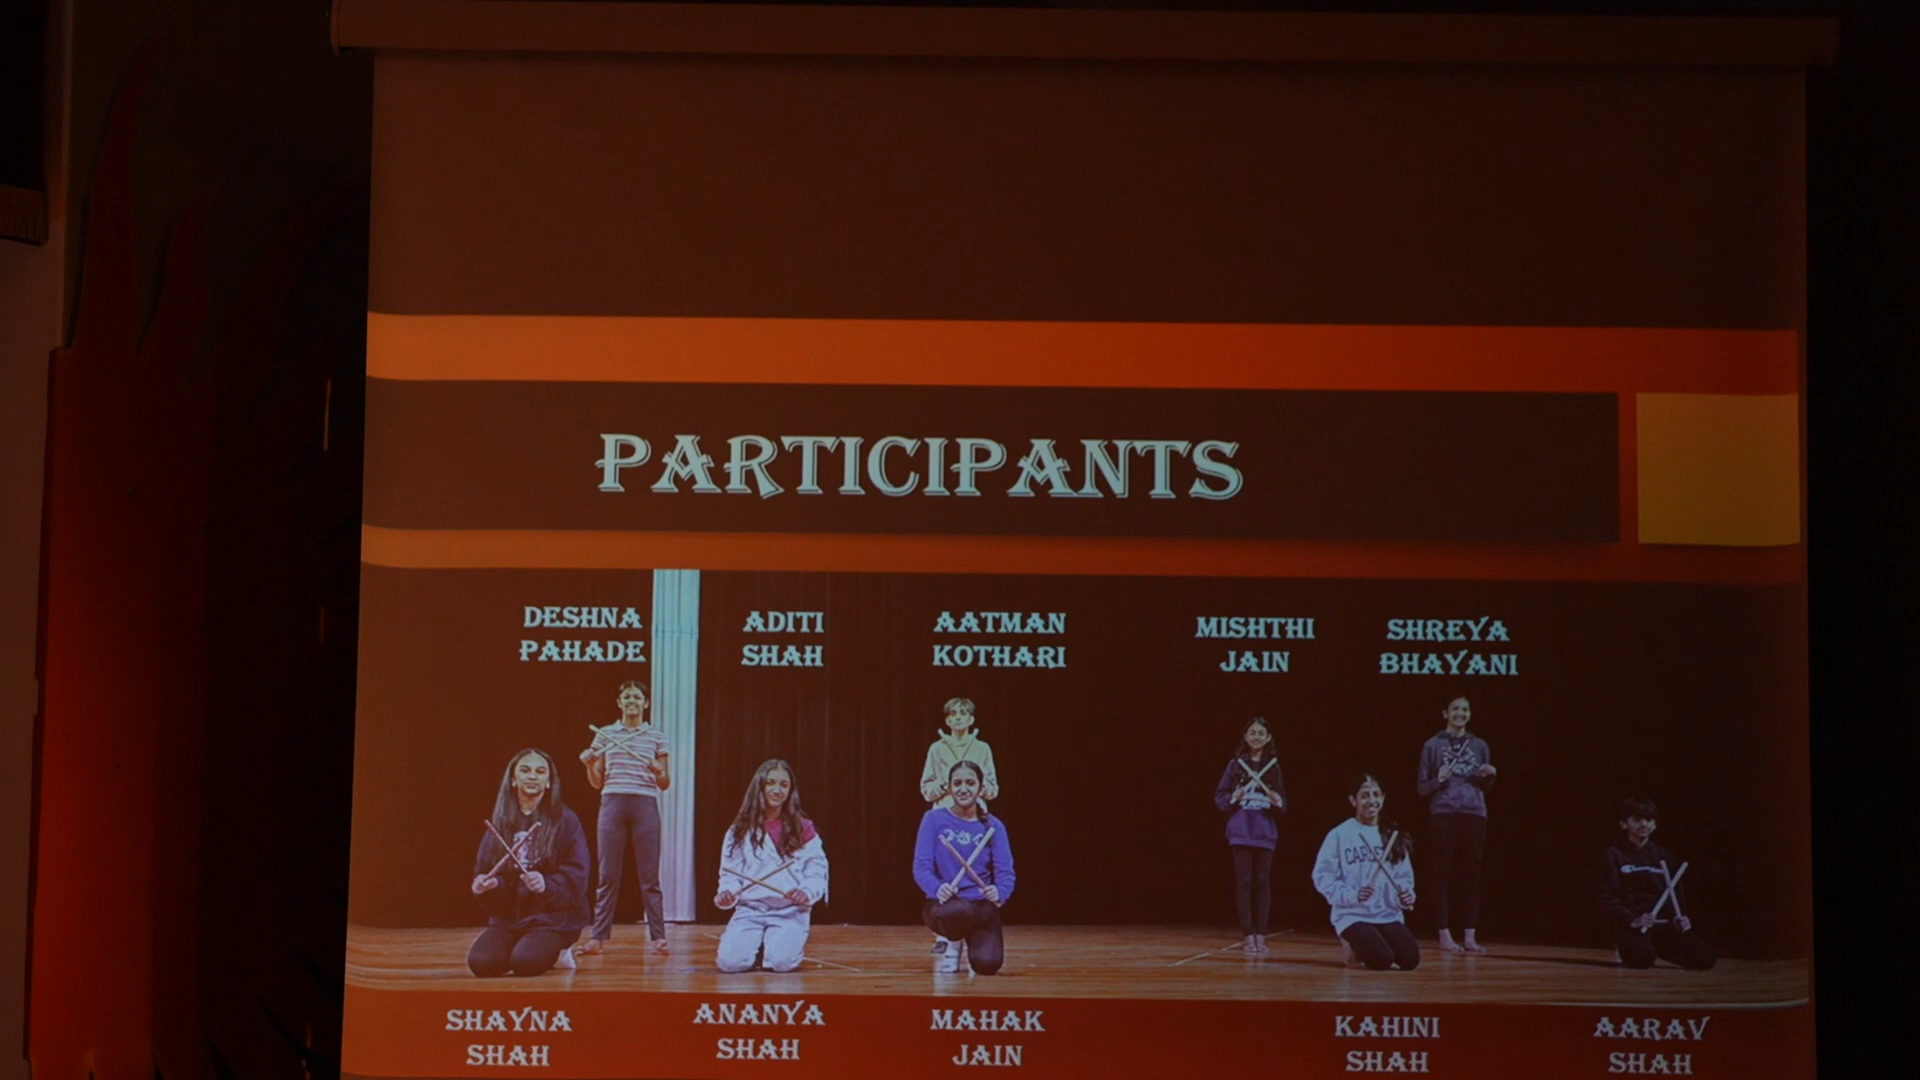 PARTICIPANTS
DESHNA
PAHADE
ADITI
SHAH
AATMAN
KOTHARI
MISHTHI
JAIN
SHREYA
BHAYANI
SHAYNA
SHAH
ANANYA
SHAH
MAHAK
JAIN
KAHINI
SHAH
AARAV
SHAH